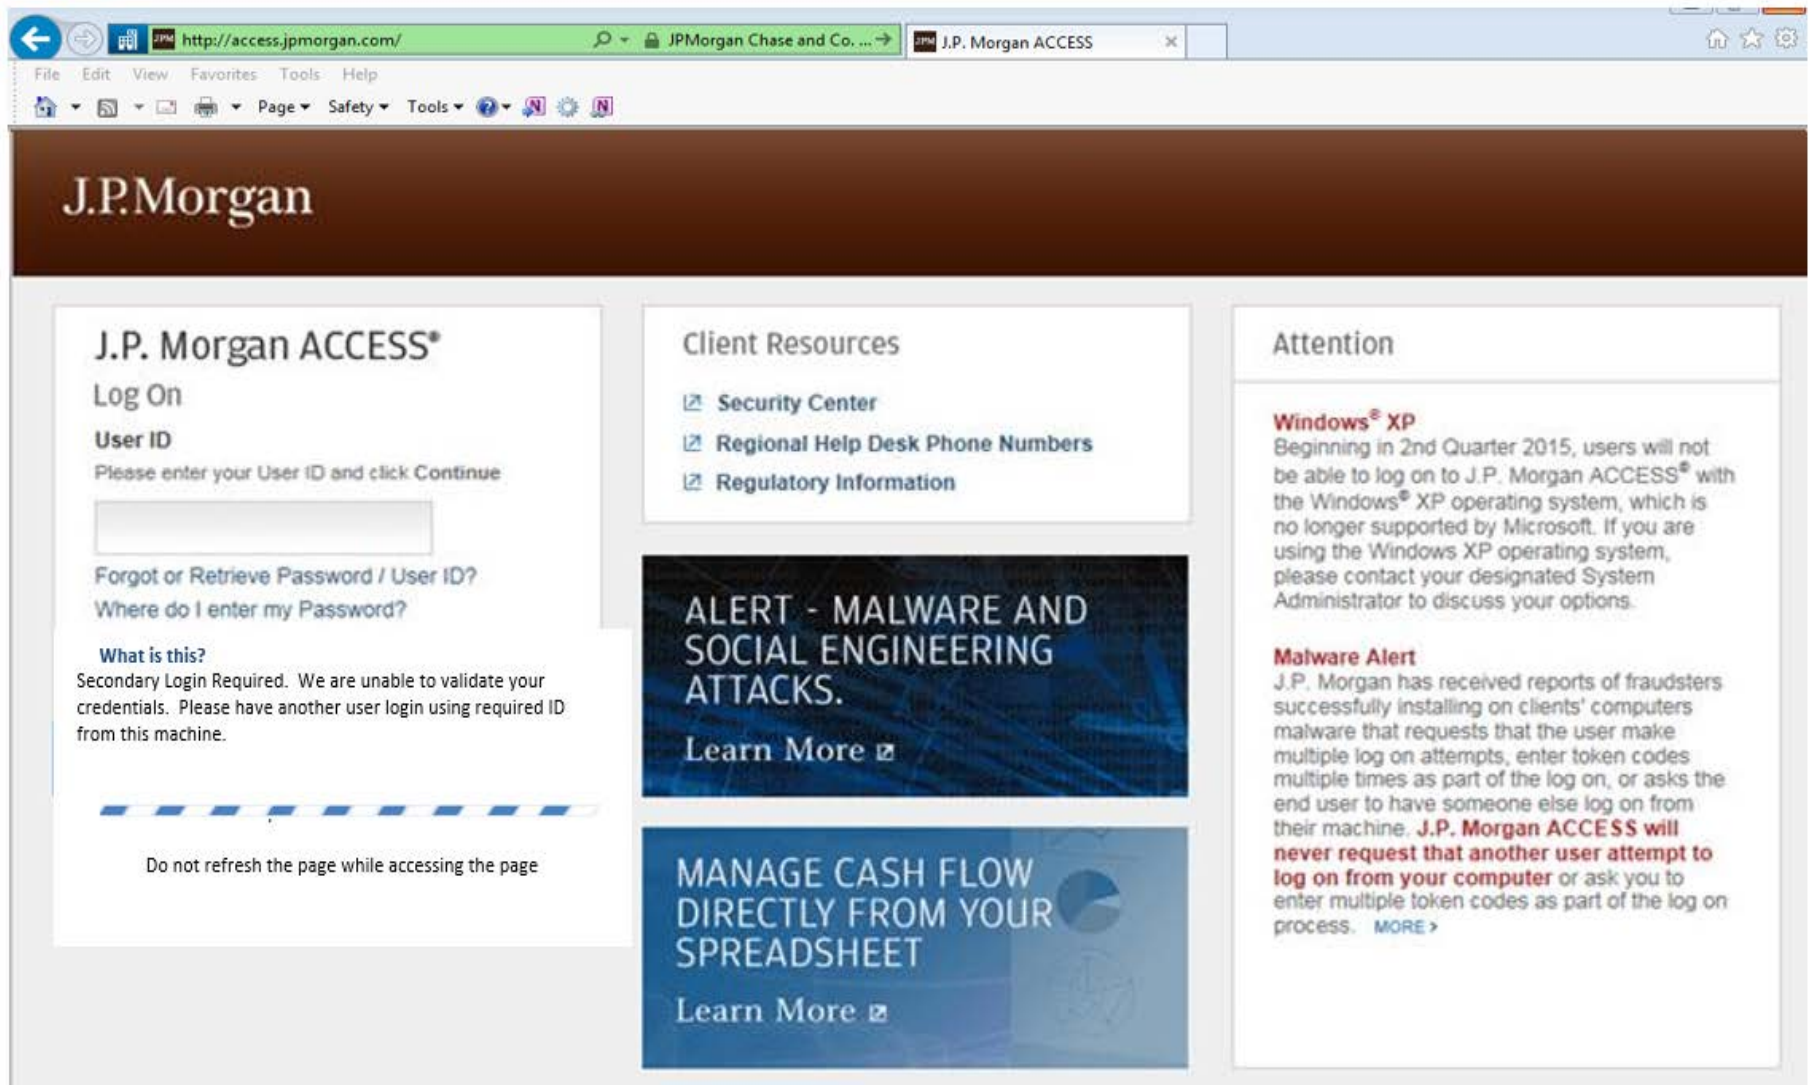 http://access.jpmorgan.com/
JPMorgan Chase and Co. ...
J.P. Morgan ACCESS
File Edit View Favorites Tools Help
Page Safety Tools
J.P.Morgan
J.P. Morgan ACCESS®
Log On
User ID
Please enter your User ID and click Continue
Forgot or Retrieve Password / User ID?
Where do I enter my Password?
What is this?
Secondary Login Required. We are unable to validate your
credentials. Please have another user login using required ID
from this machine.
Do not refresh the page while accessing the page
Client Resources
Security Center
Regional Help Desk Phone Numbers
Regulatory Information
ALERT - MALWARE AND
SOCIAL ENGINEERING
ATTACKS.
Learn More
MANAGE CASH FLOW
DIRECTLY FROM YOUR
SPREADSHEET
Learn More
Attention
Windows® XP
Beginning in 2nd Quarter 2015, users will not
be able to log on to J.P. Morgan ACCESS® with
the Windows® XP operating system, which is
no longer supported by Microsoft. If you are
using the Windows XP operating system,
please contact your designated System
Administrator to discuss your options.
Malware Alert
J.P. Morgan has received reports of fraudsters
successfully installing on clients' computers
malware that requests that the user make
multiple log on attempts, enter token codes
multiple times as part of the log on, or asks the
end user to have someone else log on from
their machine. J.P. Morgan ACCESS will
never request that another user attempt to
log on from your computer or ask you to
enter multiple token codes as part of the log on
process. MORE >